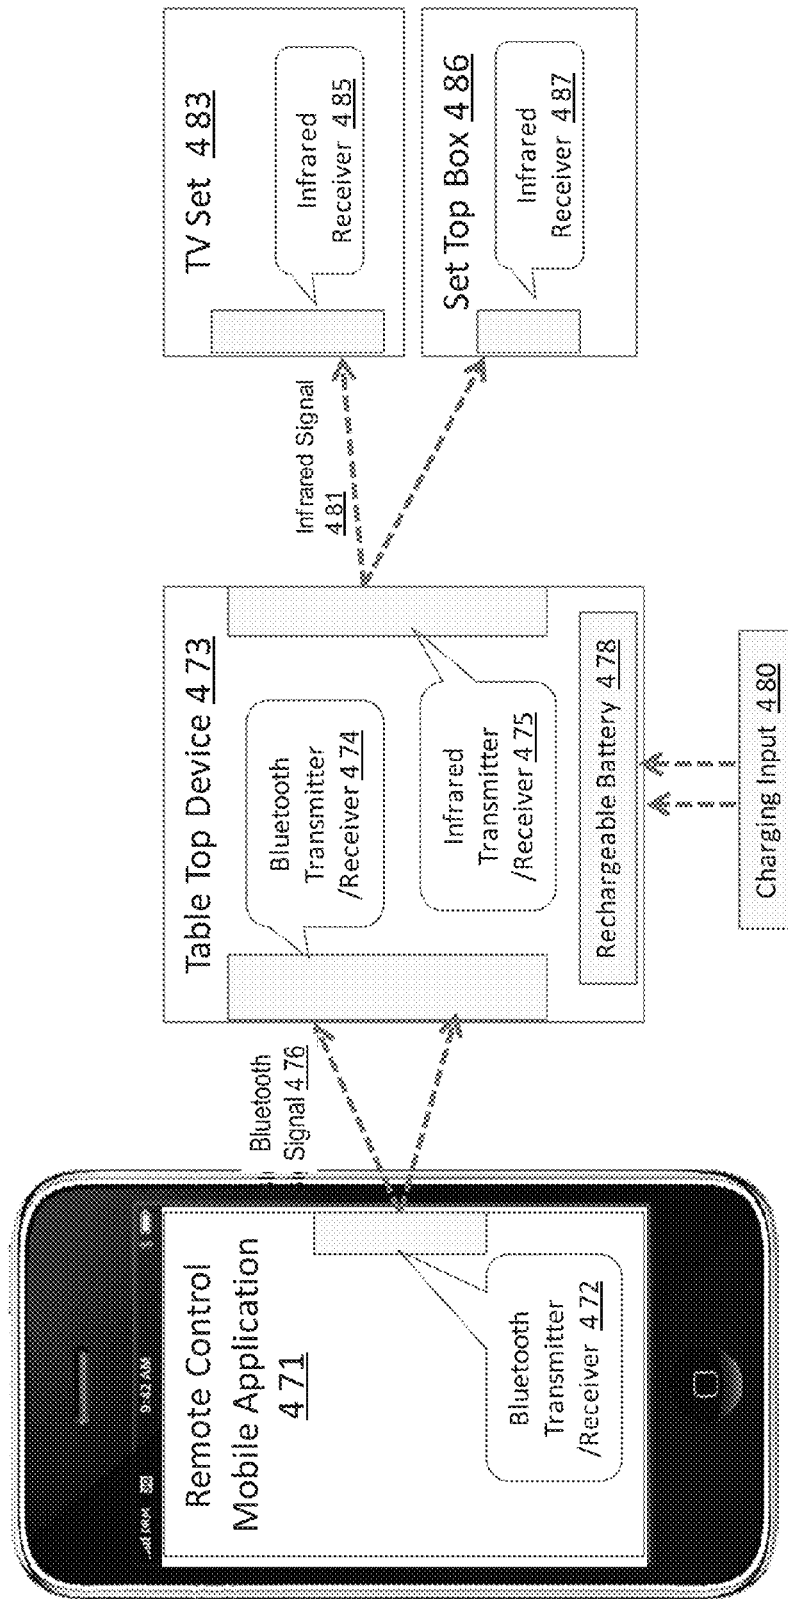 9:42 AM
Remote Control
Mobile Application
4 71
Bluetooth
Transmitter
/Receiver 4 72
Bluetooth
Signal 4 76
Table Top Device 4 73
Bluetooth
Transmitter
/Receiver 4 74
Infrared
Transmitter
/Receiver 4 75
Rechargeable Battery 4 78
Charging Input 4 80
Infrared Signal
4 81
TV Set 4 83
Infrared
Receiver 4 85
Set Top Box 4 86
Infrared
Receiver 4 87